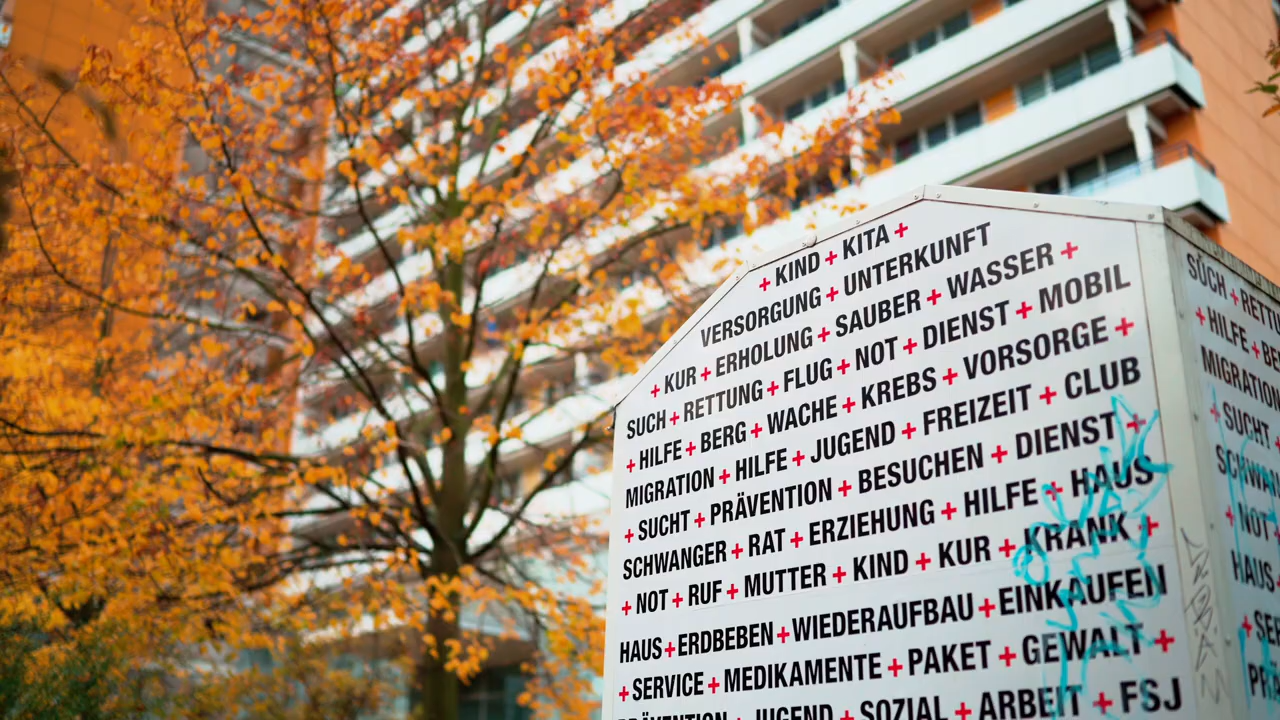 + KIND + KITA +
VERSORGUNG + UNTERKUNFT
+ KUR + ERHOLUNG + SAUBER + WASSER +
SUCH + RETTUNG + FLUG + NOT + DIENST + MOBIL
+ HILFE + BERG + WACHE + KREBS + VORSORGE +
MIGRATION + HILFE + JUGEND + FREIZEIT + CLUB
+ SUCHT + PRÄVENTION + BESUCHEN + DIENST +
SCHWANGER + RAT + ERZIEHUNG + HILFE + HAUS
+ NOT + RUF + MUTTER + KIND + KUR + KRANK +
HAUS + ERDBEBEN + WIEDERAUFBAU + EINKAUFEN
+ SERVICE + MEDIKAMENTE + PAKET + GEWALT +
PRÄVENTION + JUGEND + SOZIAL + ARBEIT + FSJ
SUCH + RETTU
+ HILFE + BE
MIGRATION
+ SUCHT +
SCHWAN
+ NOT +
HAUS
+ SE
PRÄ